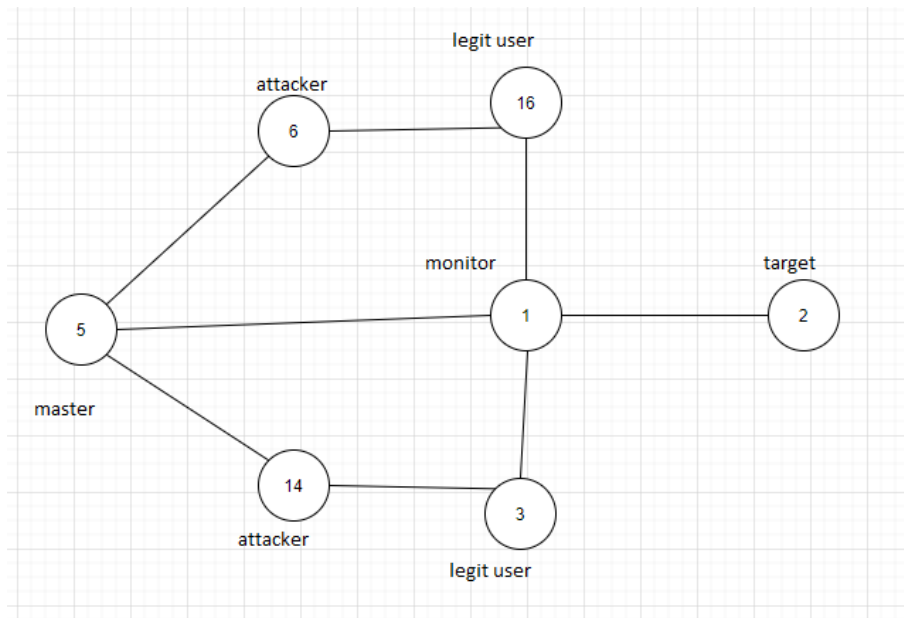 legit user
attacker
16
6
monitor
target
5
1
2
master
14
3
attacker
legit user